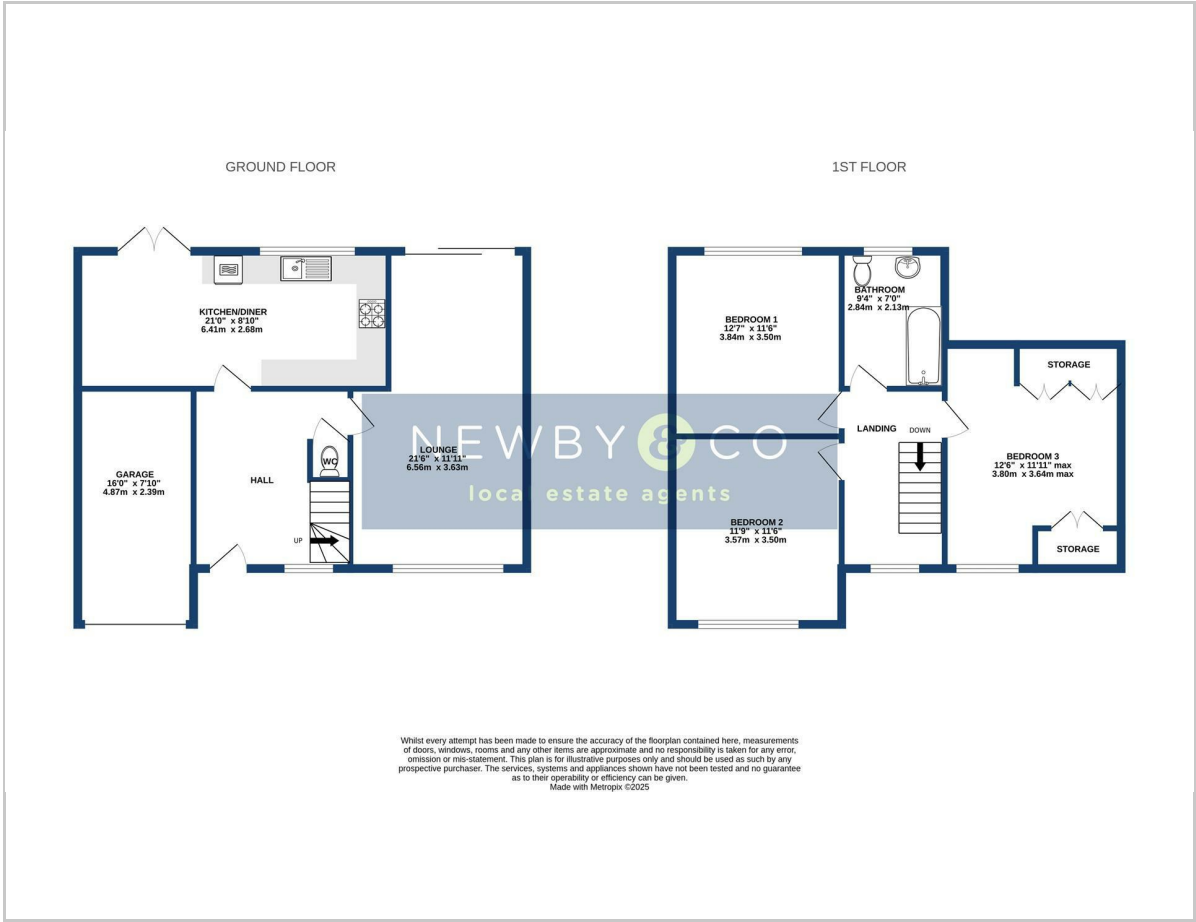 GROUND FLOOR
1ST FLOOR
KITCHEN/DINER
21'0" x 8'10"
6.41m x 2.68m
BEDROOM 1
12'7" x 11'6"
3.84m x 3.50m
BATHROOM
9'4" x 7'0"
2.84m x 2.13m
STORAGE
NEWBY & CO
local estate agents
LANDING
DOWN
LOUNGE
21'6" x 11'11"
6.56m x 3.63m
WC
BEDROOM 3
12'6" x 11'11" max
3.80m x 3.64m max
GARAGE
16'0" x 7'10"
4.87m x 2.39m
HALL
UP
BEDROOM 2
11'9" x 11'6"
3.57m x 3.50m
STORAGE
Whilst every attempt has been made to ensure the accuracy of the floorplan contained here, measurements
of doors, windows, rooms and any other items are approximate and no responsibility is taken for any error,
omission or mis-statement. This plan is for illustrative purposes only and should be used as such by any
prospective purchaser. The services, systems and appliances shown have not been tested and no guarantee
as to their operability or efficiency can be given.
Made with Metropix ©2025